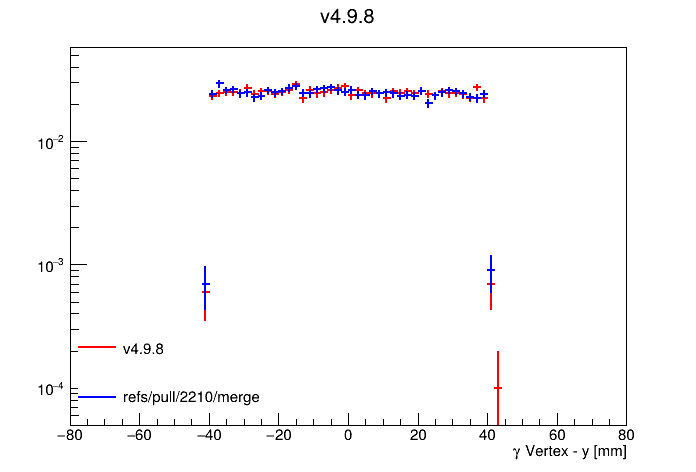 v4.9.8
10⁻²
10⁻³
10⁻⁴
v4.9.8
refs/pull/2210/merge
−80 −60 −40 −20 0 20 40 60 80
γ Vertex - y [mm]